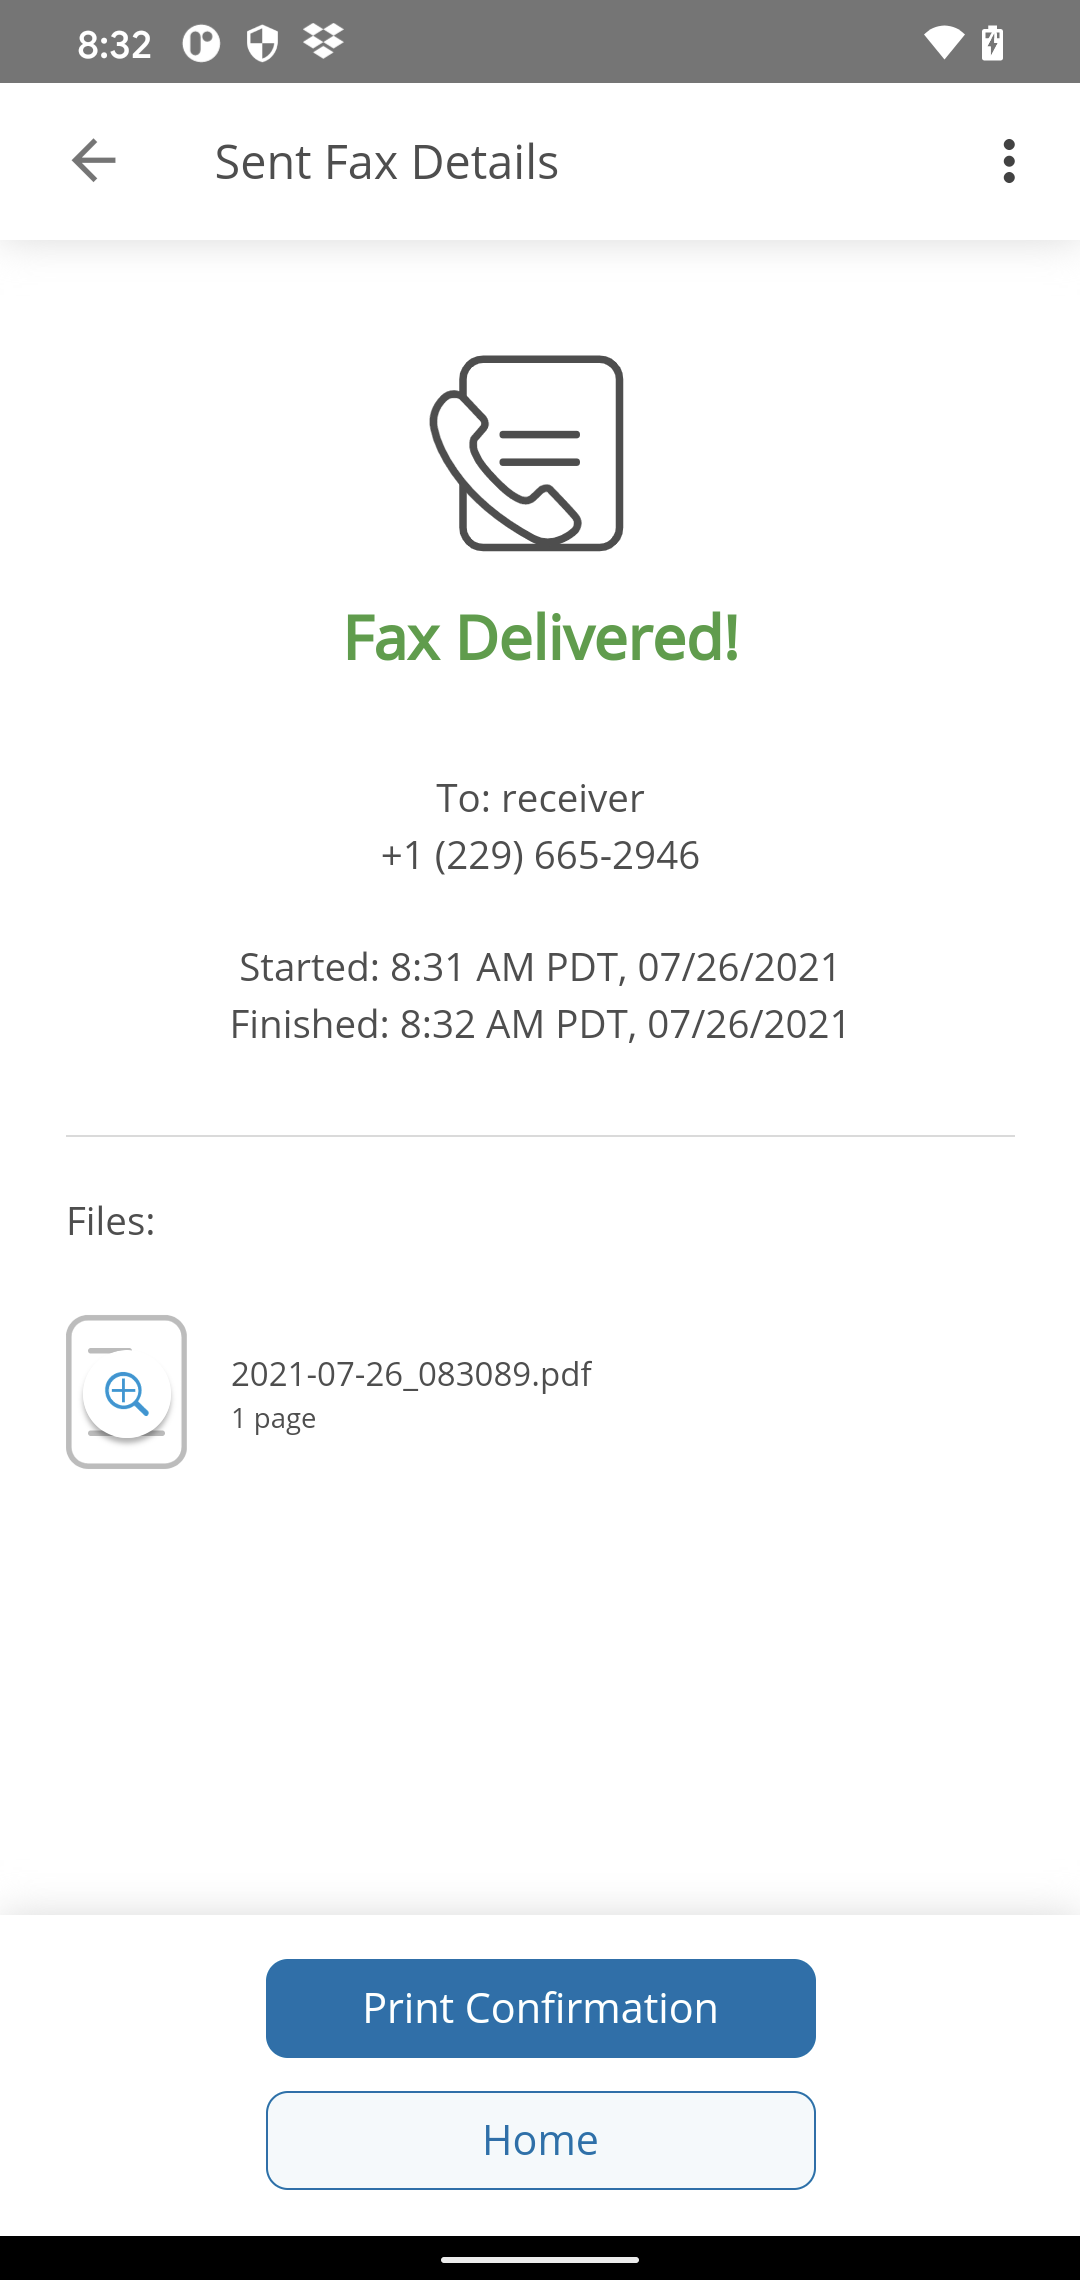 8:32
Sent Fax Details
Fax Delivered!
To: receiver
+1 (229) 665-2946
Started: 8:31 AM PDT, 07/26/2021
Finished: 8:32 AM PDT, 07/26/2021
Files:
2021-07-26_083089.pdf
1 page
Print Confirmation
Home